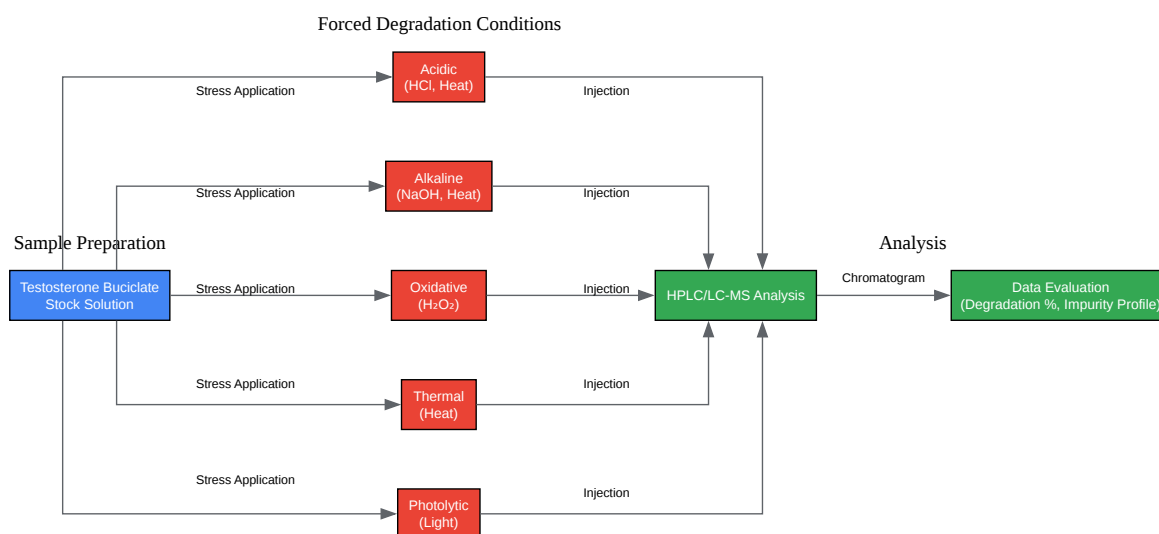 Forced Degradation Conditions
Acidic
(HCl, Heat)
Stress Application
Injection
Alkaline
(NaOH, Heat)
Stress Application
Injection
Sample Preparation
Analysis
Testosterone Buciclate
Stock Solution
Stress Application
Oxidative
(H₂O₂)
Injection
HPLC/LC-MS Analysis
Chromatogram
Data Evaluation
(Degradation %, Impurity Profile)
Stress Application
Thermal
(Heat)
Injection
Stress Application
Photolytic
(Light)
Injection